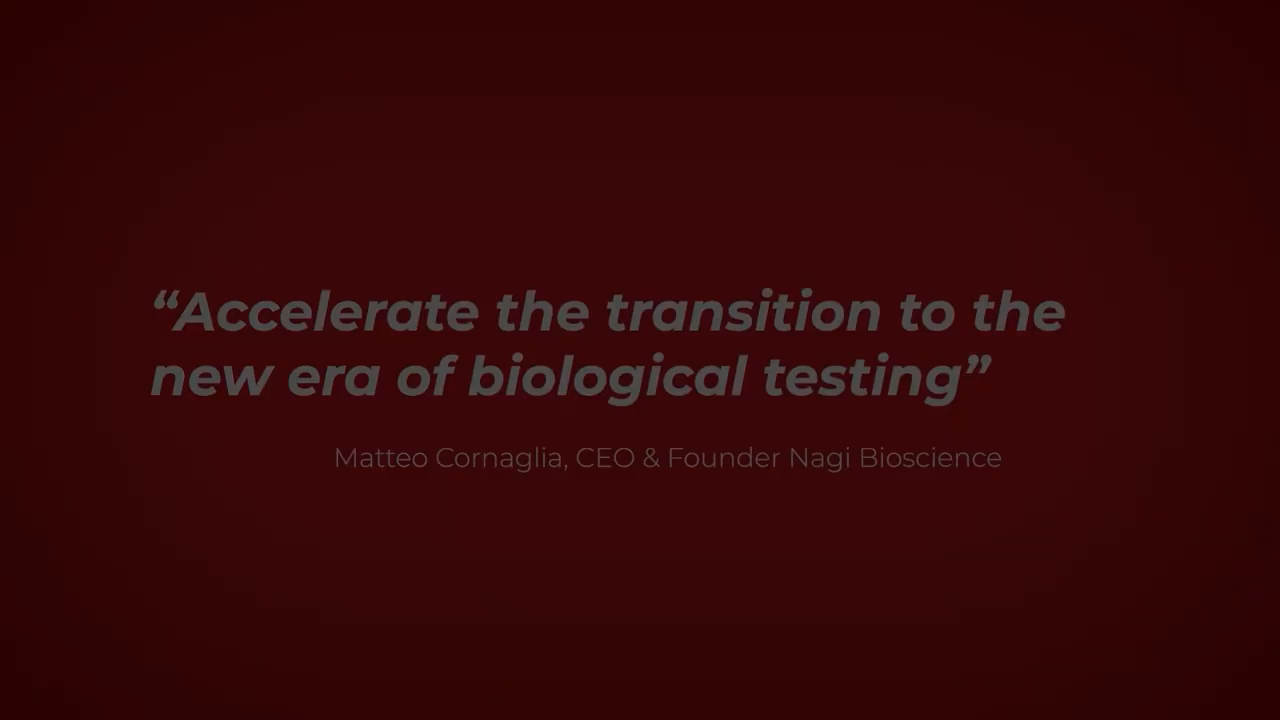 “Accelerate the transition to the
new era of biological testing”
Matteo Cornaglia, CEO & Founder Nagi Bioscience